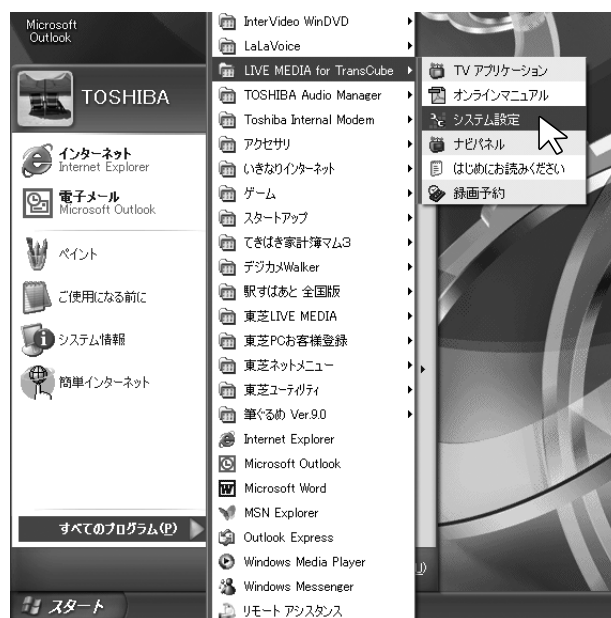 Microsoft
Outlook
TOSHIBA
インターネット
Internet Explorer
電子メール
Microsoft Outlook
ペイント
ご使用になる前に
システム情報
簡単インターネット
すべてのプログラム(P)
スタート
InterVideo WinDVD
LaLaVoice
LIVE MEDIA for TransCube
TOSHIBA Audio Manager
Toshiba Internal Modem
アクセサリ
いきなりインターネット
ゲーム
スタートアップ
てきぱき家計簿マム3
デジカメWalker
駅すぱあと 全国版
東芝LIVE MEDIA
東芝PCお客様登録
東芝ネットメニュー
東芝ユーティリティ
筆ぐるめ Ver.9.0
Internet Explorer
Microsoft Outlook
Microsoft Word
MSN Explorer
Outlook Express
Windows Media Player
Windows Messenger
リモート アシスタンス
TV アプリケーション
オンラインマニュアル
システム設定
ナビパネル
はじめにお読みください
録画予約
U)